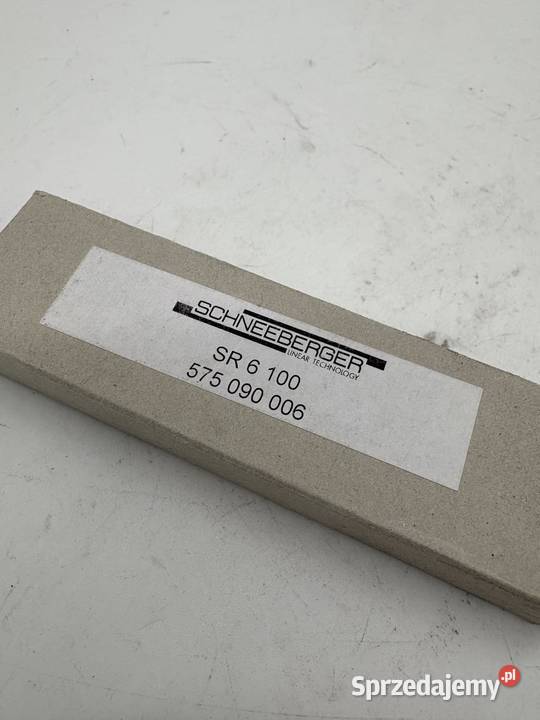 SCHNEEBERGER
LINEAR TECHNOLOGY
SR 6 100
575 090 006
Sprzedajemy.pl